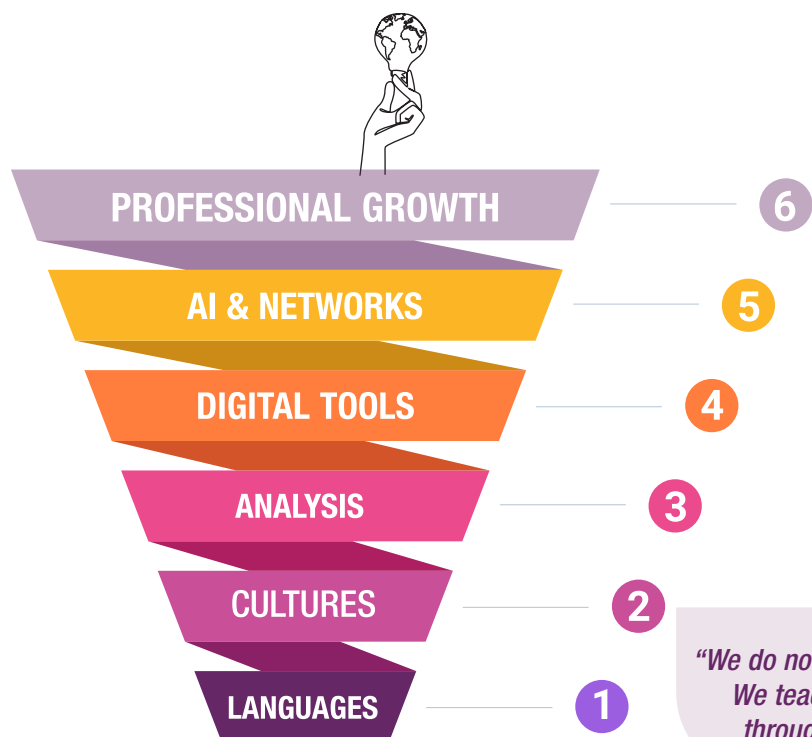 PROFESSIONAL GROWTH
6
AI & NETWORKS
5
DIGITAL TOOLS
4
ANALYSIS
3
CULTURES
2
LANGUAGES
1
“We do no
We teac
throug